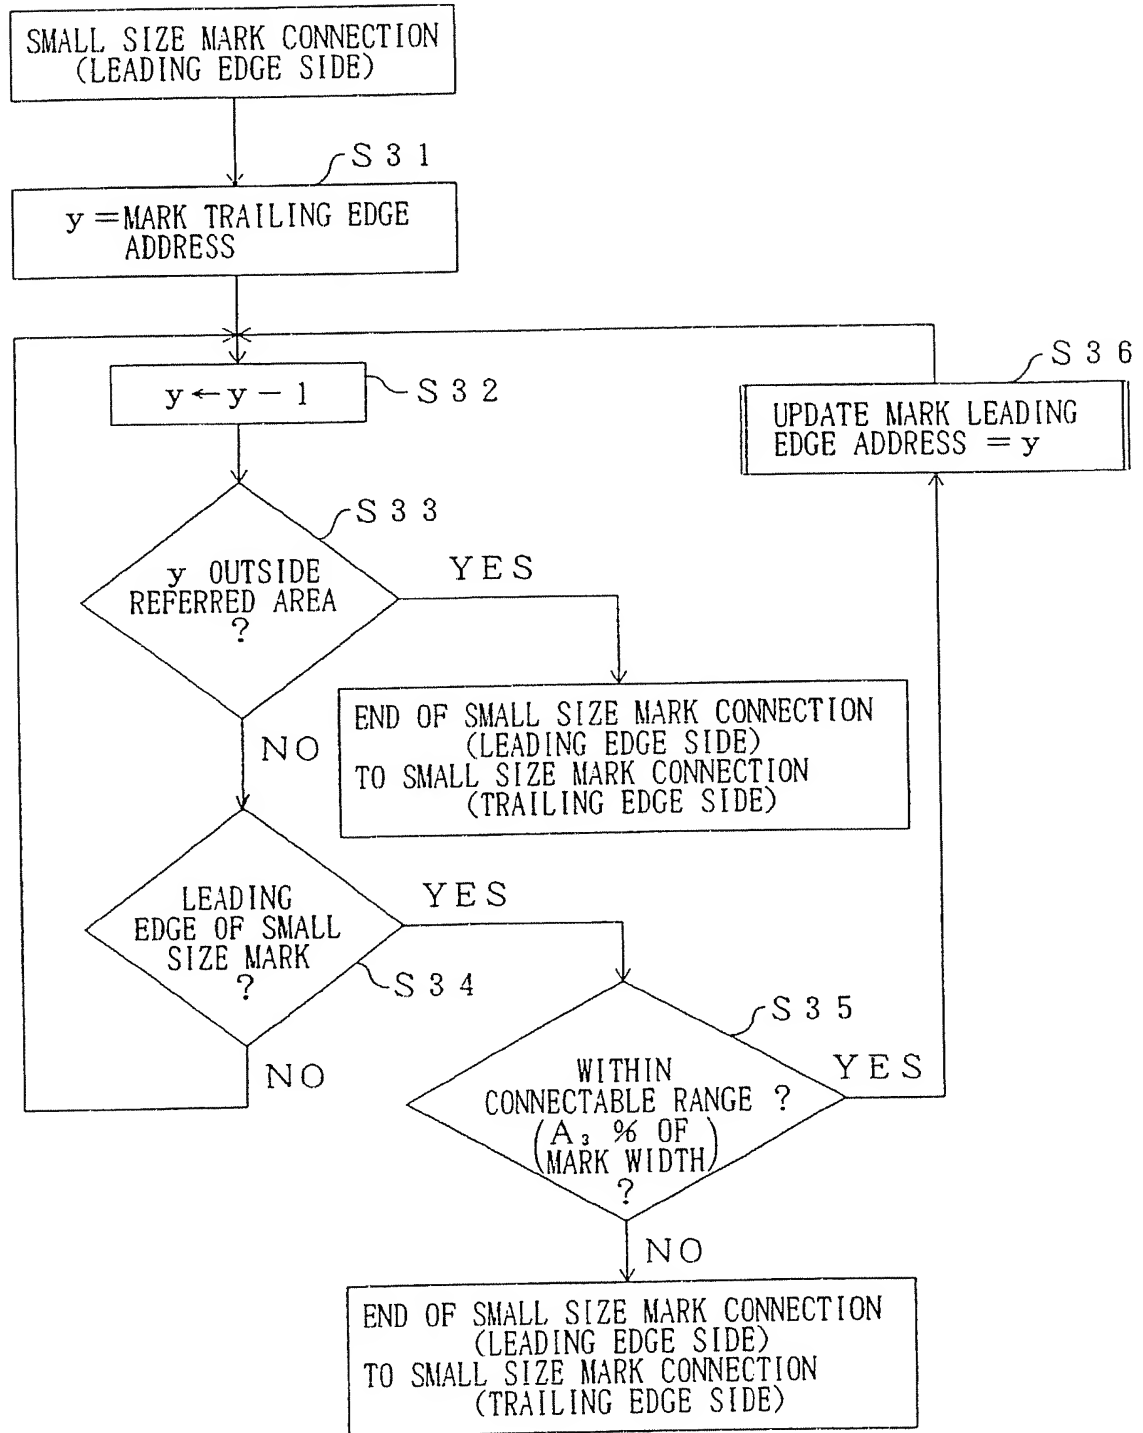 SMALL SIZE MARK CONNECTION
(LEADING EDGE SIDE)
S31
y=MARK TRAILING EDGE
ADDRESS
S32
y←y-1
S36
UPDATE MARK LEADING
EDGE ADDRESS =y
S33
y OUTSIDE
REFERRED AREA
?
YES
NO
END OF SMALL SIZE MARK CONNECTION
(LEADING EDGE SIDE)
TO SMALL SIZE MARK CONNECTION
(TRAILING EDGE SIDE)
LEADING
EDGE OF SMALL
SIZE MARK
?
YES
S34
NO
S35
WITHIN
CONNECTABLE RANGE ?
(A₃ % OF
MARK WIDTH)
?
YES
NO
END OF SMALL SIZE MARK CONNECTION
(LEADING EDGE SIDE)
TO SMALL SIZE MARK CONNECTION
(TRAILING EDGE SIDE)